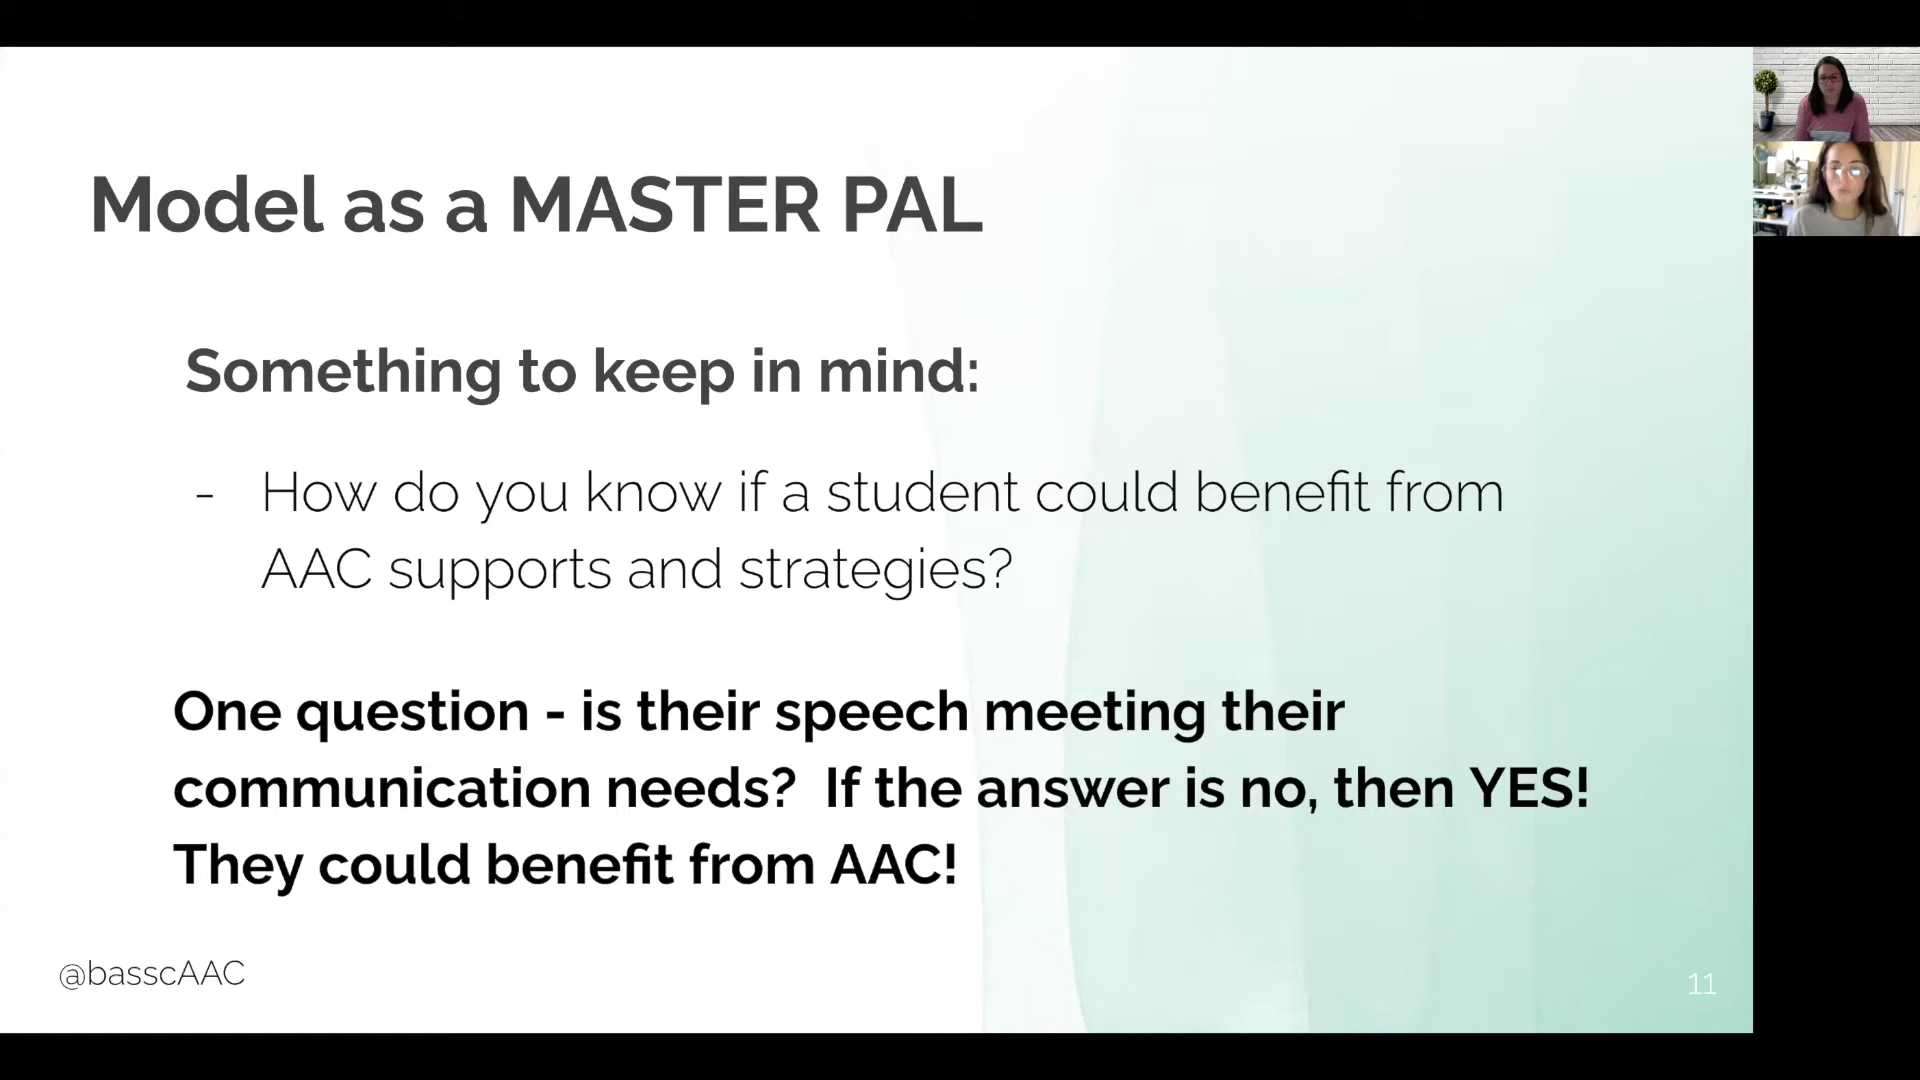 Model as a MASTER PAL
Something to keep in mind:
- How do you know if a student could benefit from
AAC supports and strategies?
One question - is their speech meeting their
communication needs?  If the answer is no, then YES!
They could benefit from AAC!
@basscAAC
11